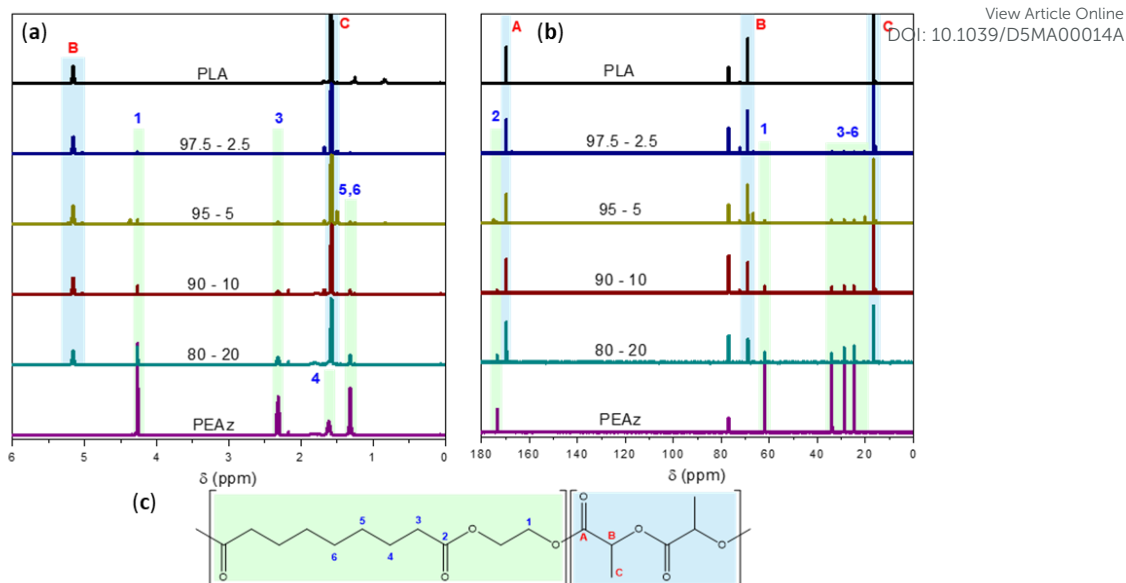 View Article Online
DOI: 10.1039/D5MA00014A
(a)
B
C
PLA
1
3
97.5 - 2.5
5,6
95 - 5
90 - 10
80 - 20
4
PEAz
6 5 4 3 2 1 0
δ (ppm)
(b)
A
B
C
PLA
2
1
3-6
97.5 - 2.5
95 - 5
90 - 10
80 - 20
PEAz
180 160 140 120 100 80 60 40 20 0
δ (ppm)
(c)
O
5
3
O
1
O
A
B
O
6
4
2
O
O
C
O
O
O